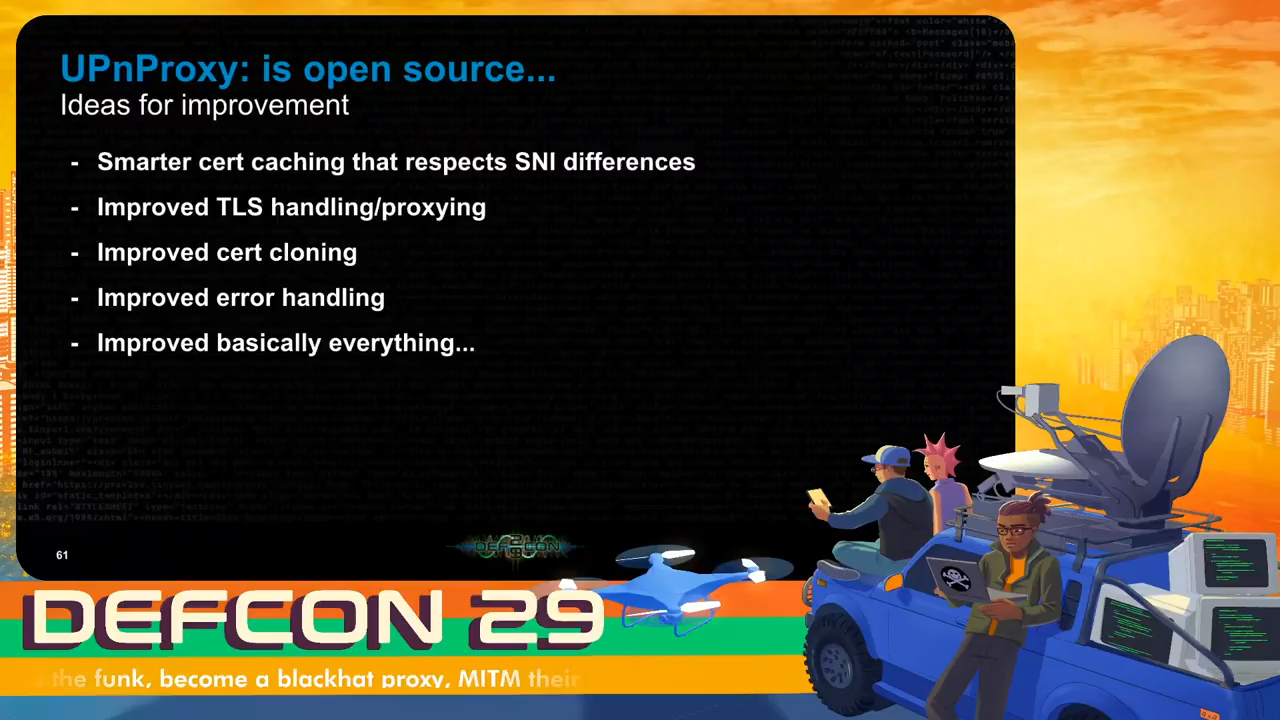 UPnProxy: is open source...
Ideas for improvement
- Smarter cert caching that respects SNI differences
- Improved TLS handling/proxying
- Improved cert cloning
- Improved error handling
- Improved basically everything...
61
DEFCON
DEFCON 29
the funk, become a blackhat proxy, MITM their